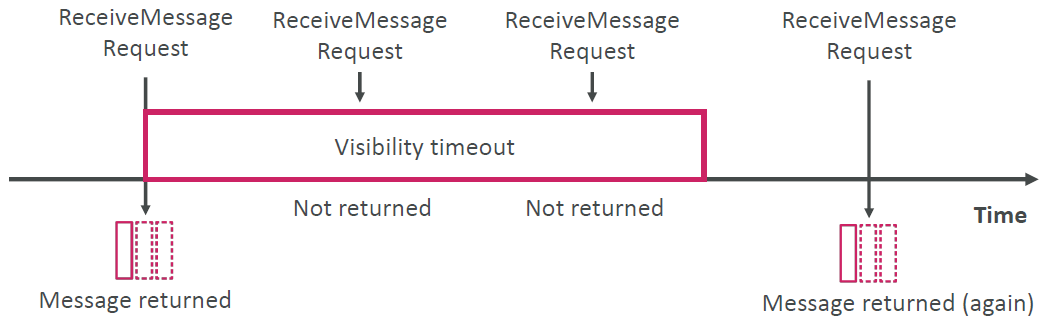 ReceiveMessage
Request
ReceiveMessage
Request
ReceiveMessage
Request
ReceiveMessage
Request
Visibility timeout
Not returned
Not returned
Time
Message returned
Message returned (again)